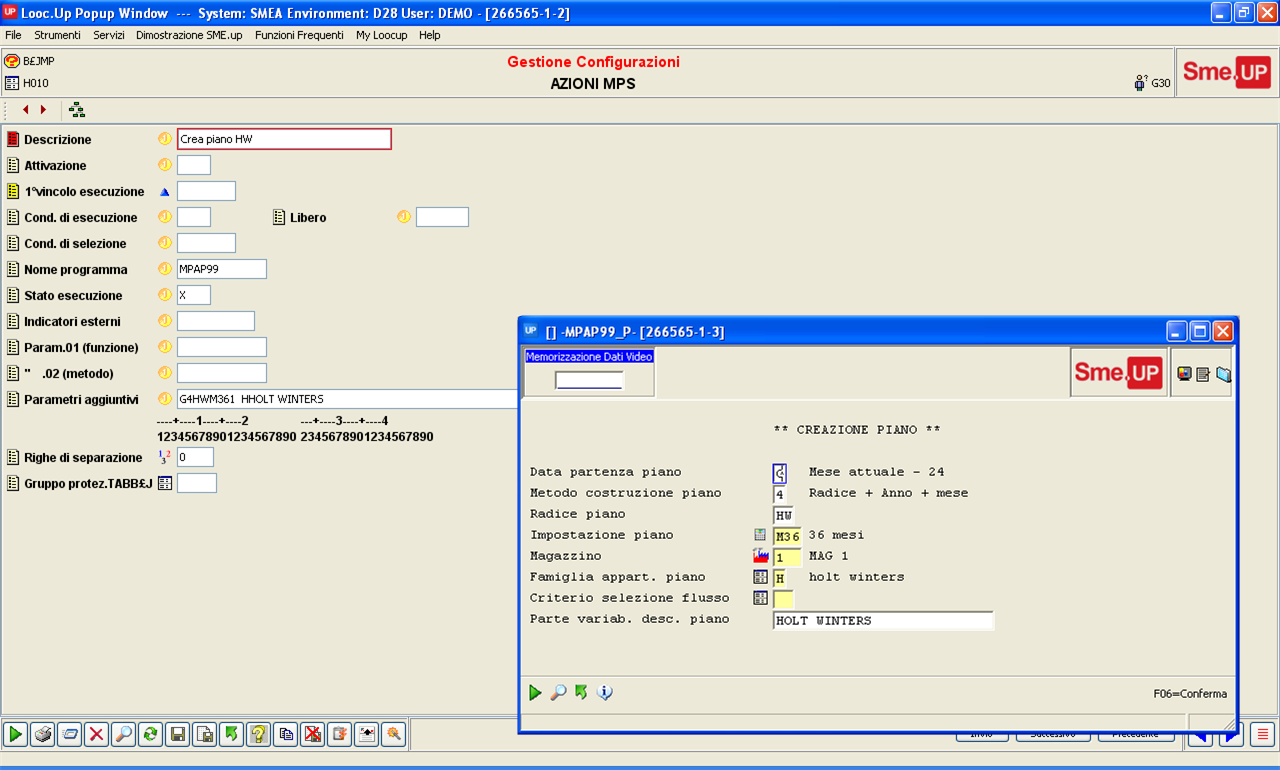 UP Looc.Up Popup Window --- System: SMEA Environment: D28 User: DEMO - [266565-1-2]
File Strumenti Servizi Dimostrazione SME.up Funzioni Frequenti My Loocup Help
B£JMP
Gestione Configurazioni
H010
AZIONI MPS
G30
Sme.UP
Descrizione Crea piano HW
Attivazione
1°vincolo esecuzione
Cond. di esecuzione Libero
Cond. di selezione
Nome programma MPAP99
Stato esecuzione X
Indicatori esterni
Param.01 (funzione)
" .02 (metodo)
Parametri aggiuntivi G4HWM361 HHOLT WINTERS
----+----1----+----2 ---+----3----+----4
12345678901234567890 2345678901234567890
Righe di separazione 0
Gruppo protez.TABB£J
UP [] -MPAP99_P- [266565-1-3]
Memorizzazione Dati Video
Sme.UP
** CREAZIONE PIANO **
Data partenza piano G Mese attuale - 24
Metodo costruzione piano 4 Radice + Anno + mese
Radice piano HW
Impostazione piano M36 36 mesi
Magazzino 1 MAG 1
Famiglia appart. piano H holt winters
Criterio selezione flusso
Parte variab. desc. piano HOLT WINTERS
F06=Conferma
Invio Successivo Precedente